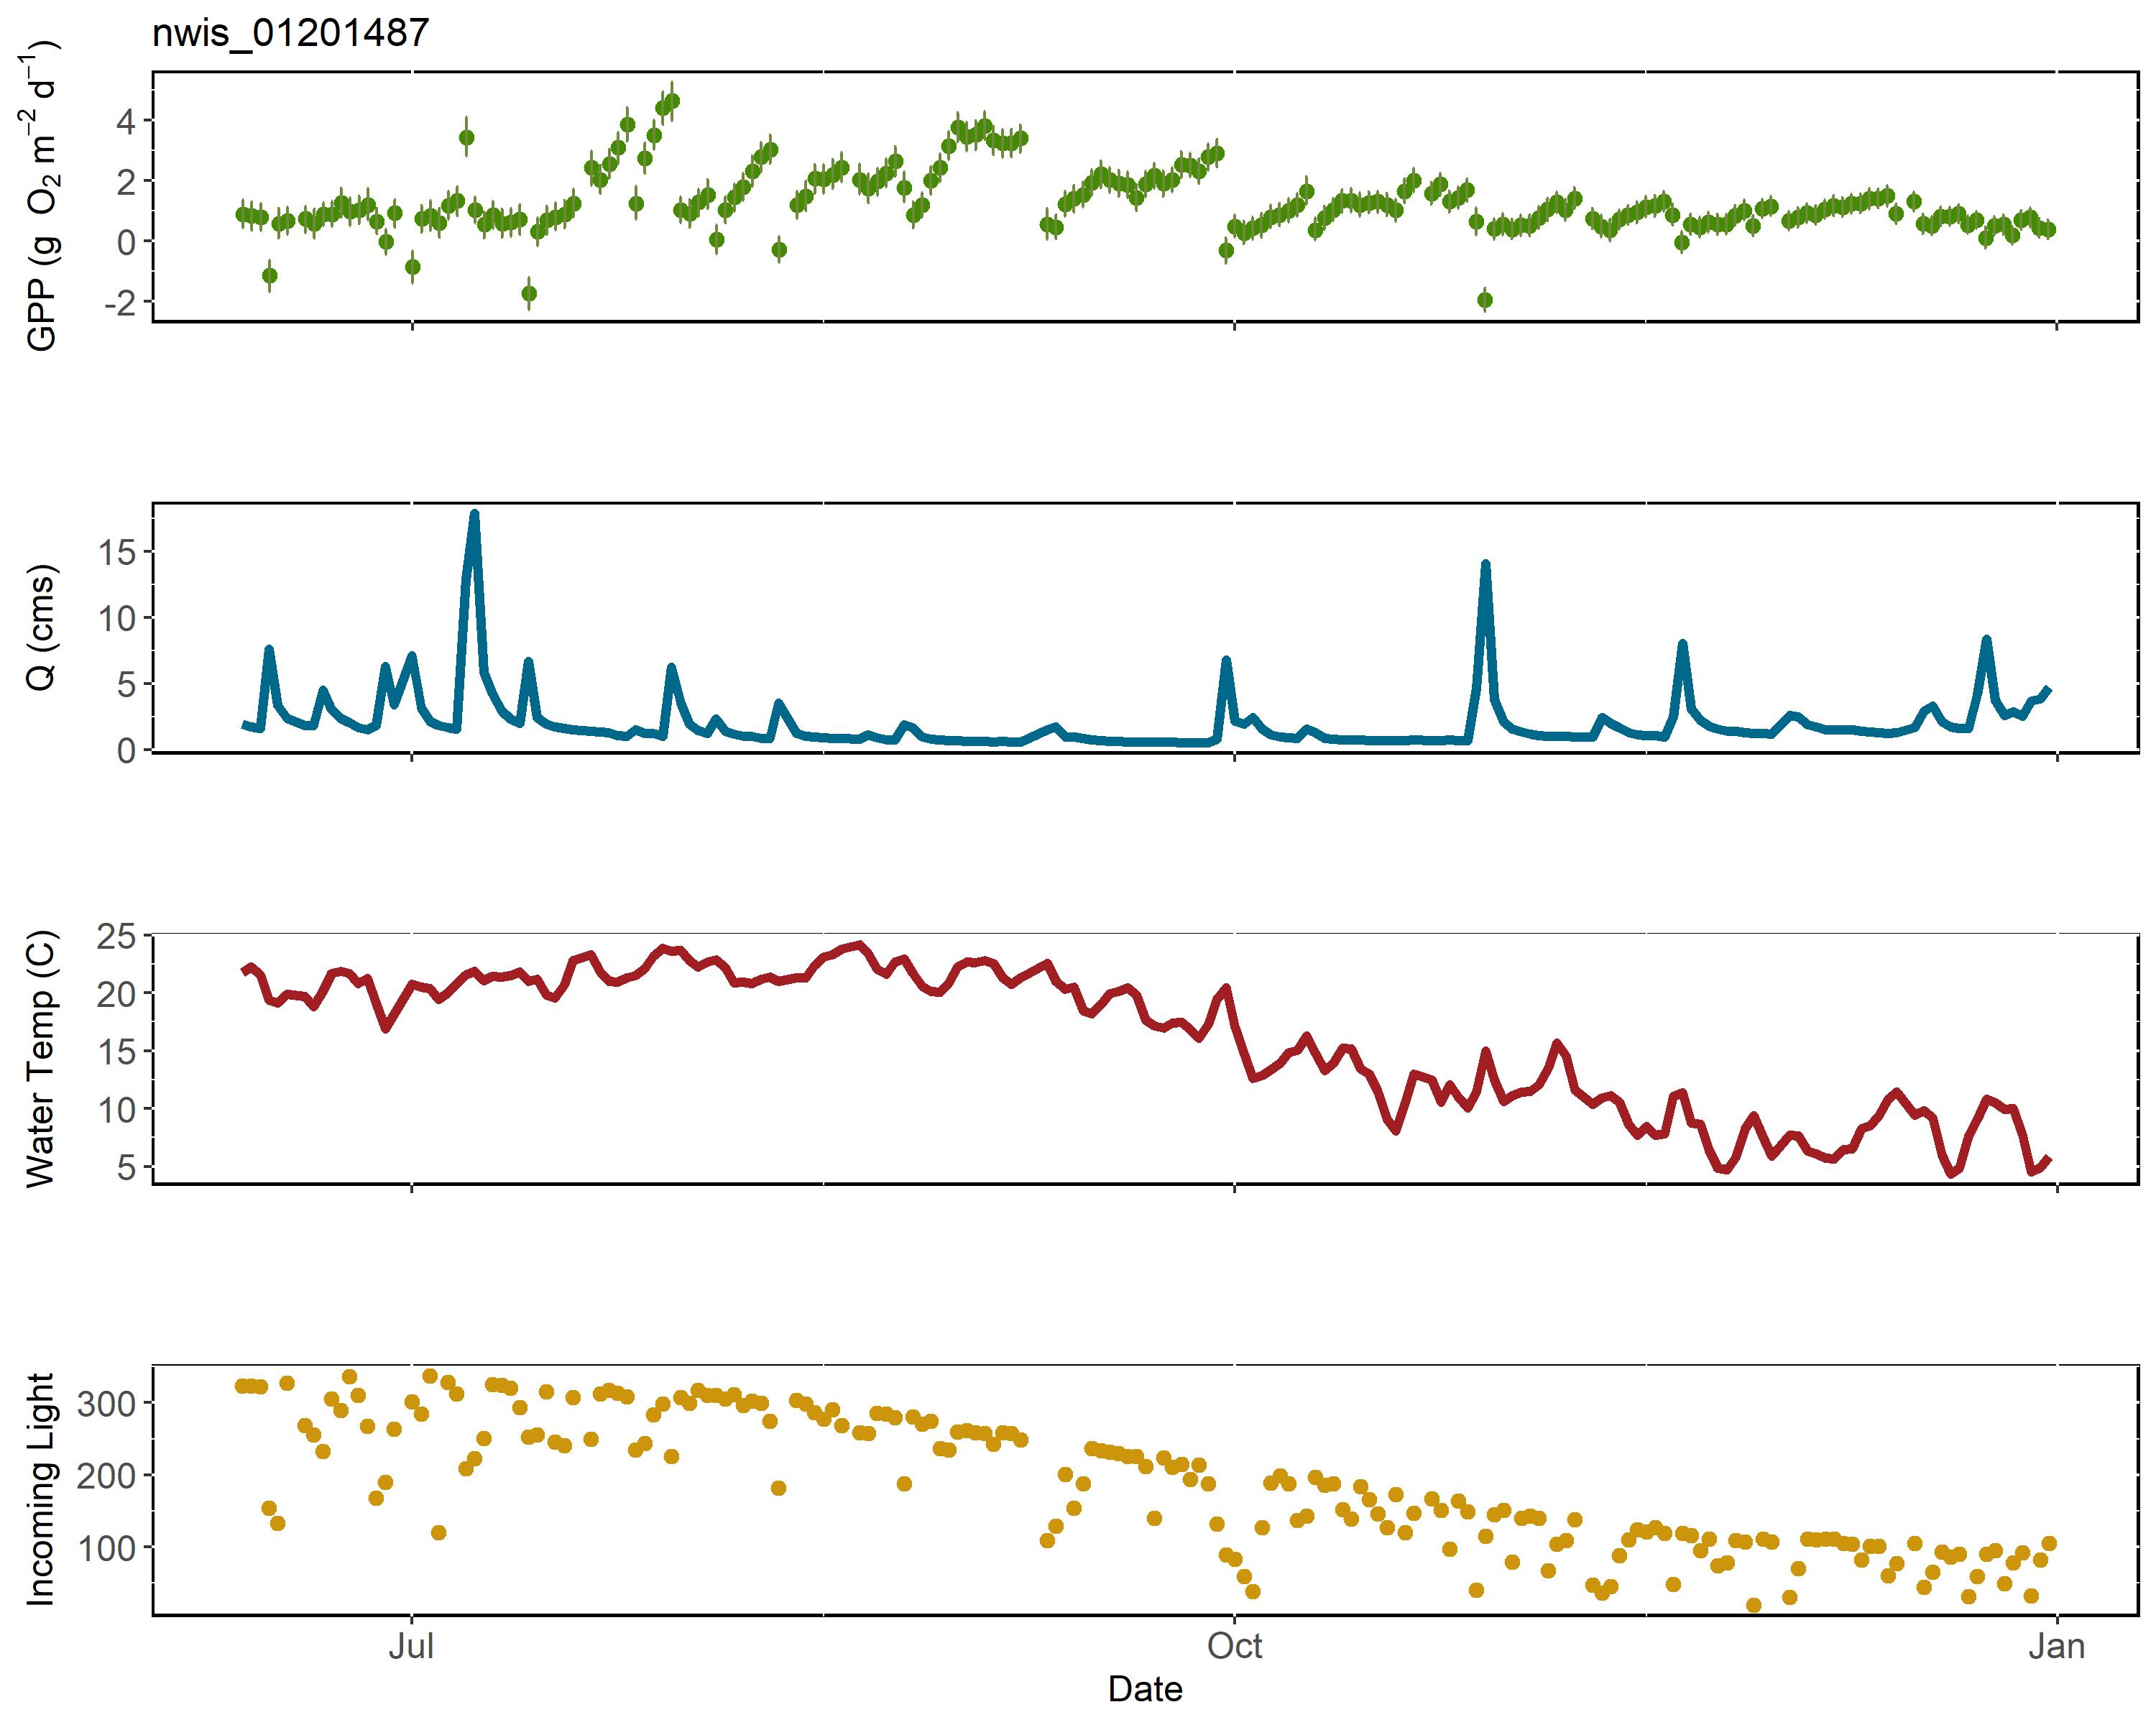 nwis_01201487
GPP (g O₂ m⁻² d⁻¹)
4
2
0
-2
Q (cms)
15
10
5
0
Water Temp (C)
25
20
15
10
5
Incoming Light
300
200
100
Jul Oct Jan
Date